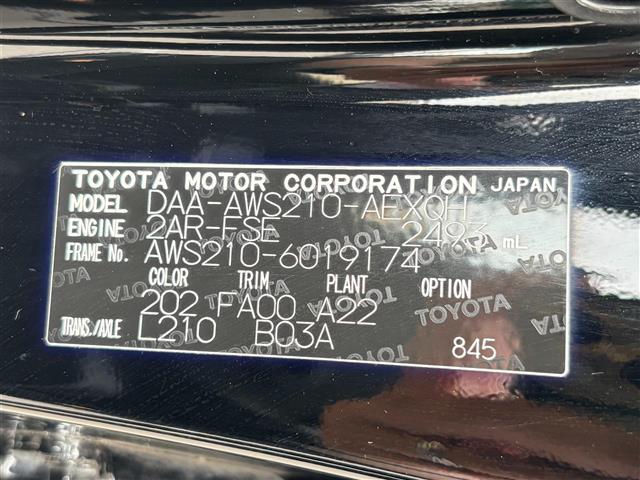 TOYOTA MOTOR CORPORATION JAPAN
MODEL DAA-AWS210-AEXQH
ENGINE 2AR-FSE 2493 mL
FRAME No. AWS210-6019174
COLOR TRIM PLANT OPTION
202 FA00 A22
TRANS./AXLE L210 B03A
845